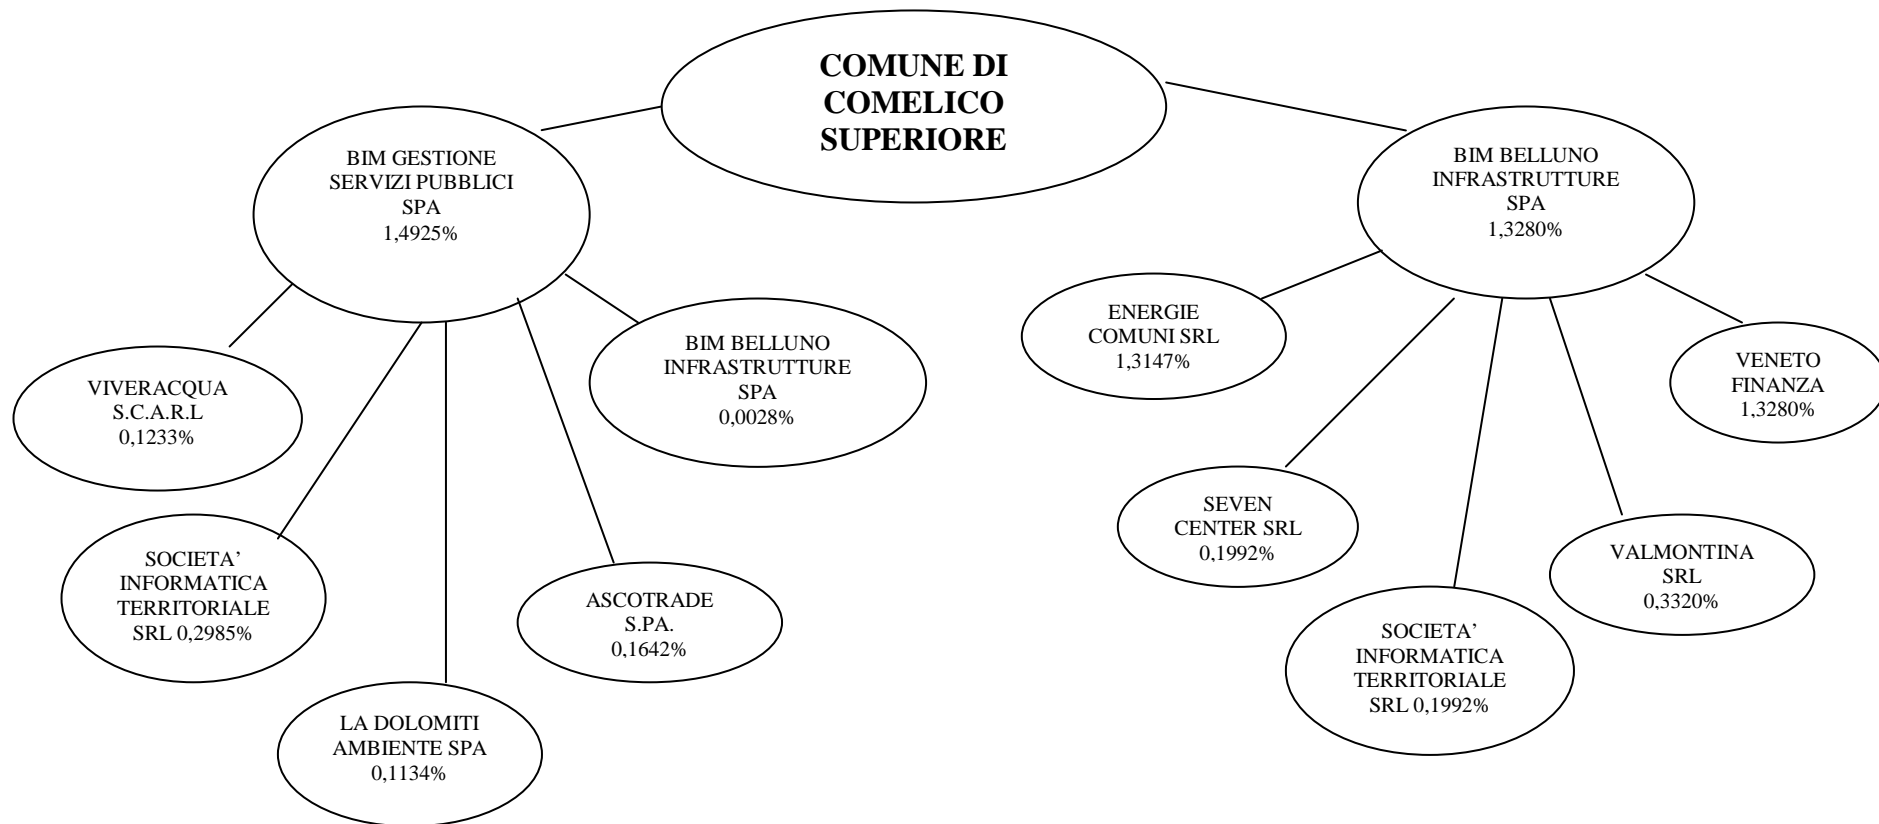 COMUNE DI
COMELICO
SUPERIORE
BIM GESTIONE
SERVIZI PUBBLICI
SPA
1,4925%
BIM BELLUNO
INFRASTRUTTURE
SPA
1,3280%
VIVERACQUA
S.C.A.R.L
0,1233%
SOCIETA’
INFORMATICA
TERRITORIALE
SRL 0,2985%
LA DOLOMITI
AMBIENTE SPA
0,1134%
ASCOTRADE
S.PA.
0,1642%
BIM BELLUNO
INFRASTRUTTURE
SPA
0,0028%
ENERGIE
COMUNI SRL
1,3147%
SEVEN
CENTER SRL
0,1992%
SOCIETA’
INFORMATICA
TERRITORIALE
SRL 0,1992%
VALMONTINA
SRL
0,3320%
VENETO
FINANZA
1,3280%